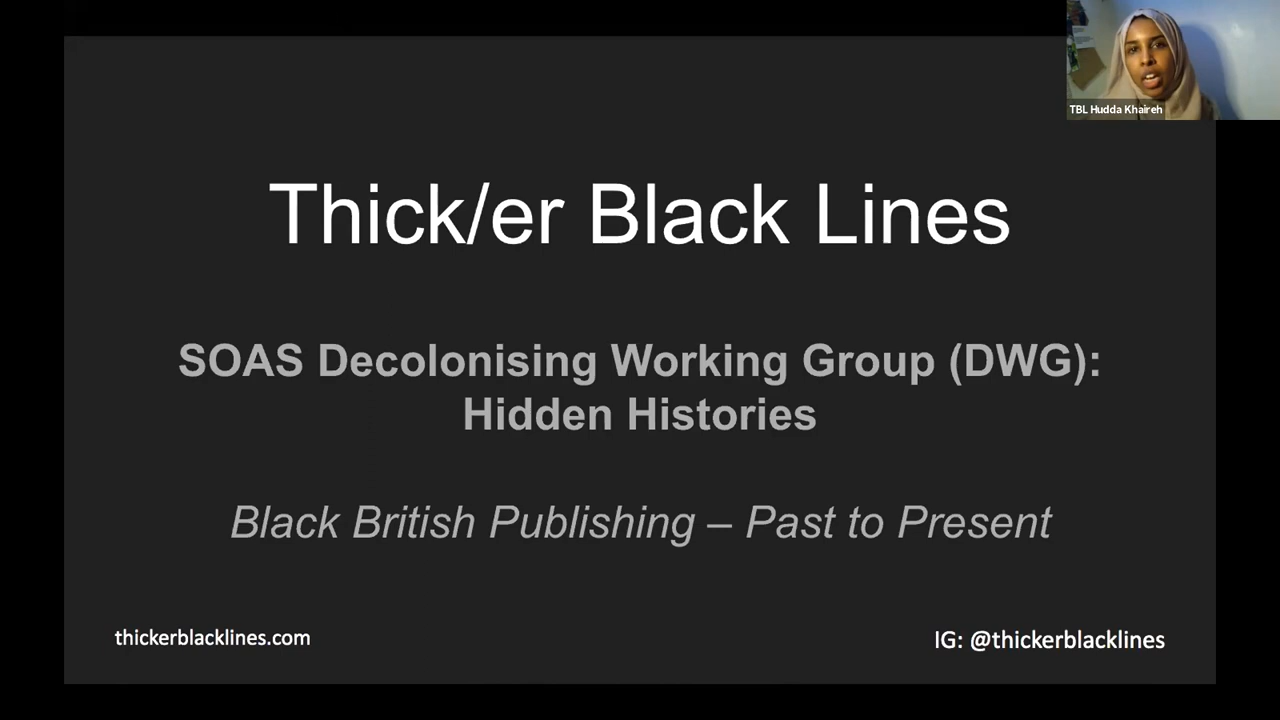 TBL Hudda Khaireh
Thick/er Black Lines
SOAS Decolonising Working Group (DWG):
Hidden Histories
Black British Publishing – Past to Present
thickerblacklines.com
IG: @thickerblacklines